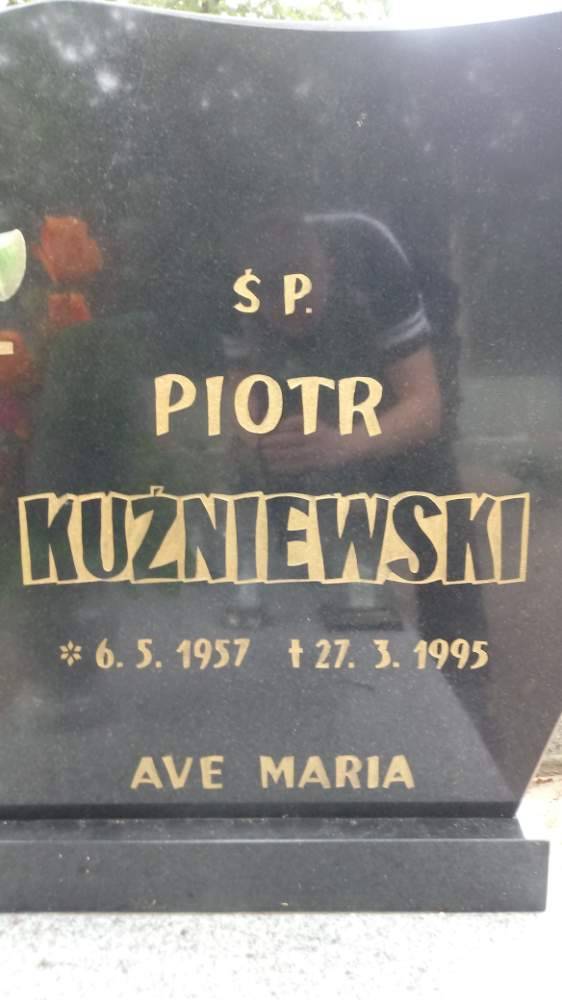 Ś P.
PIOTR
KUŹNIEWSKI
* 6. 5. 1957 ✝ 27. 3. 1995
AVE MARIA